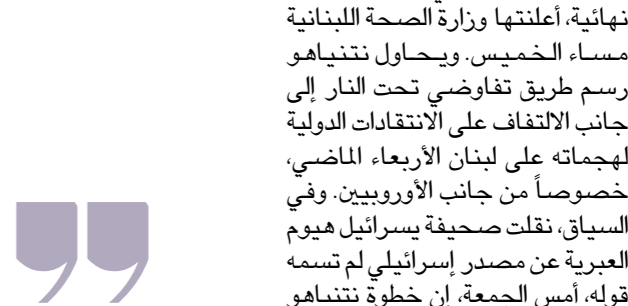 نهائية، أعلنتها وزارة الصحة اللبنانية
مساء الخميس. ويحاول نتنياهو
رسم طريق تفاوضي تحت النار إلى
جانب الالتفاف على الانتقادات الدولية
لهجماته على لبنان الأربعاء الماضي،
خصوصاً من جانب الأوروبيين. وفي
السياق، نقلت صحيفة يسرائيل هيوم
العبرية عن مصدر إسرائيلي لم تسمه
قوله، أمس الجمعة، إن خطوة نتنياهو